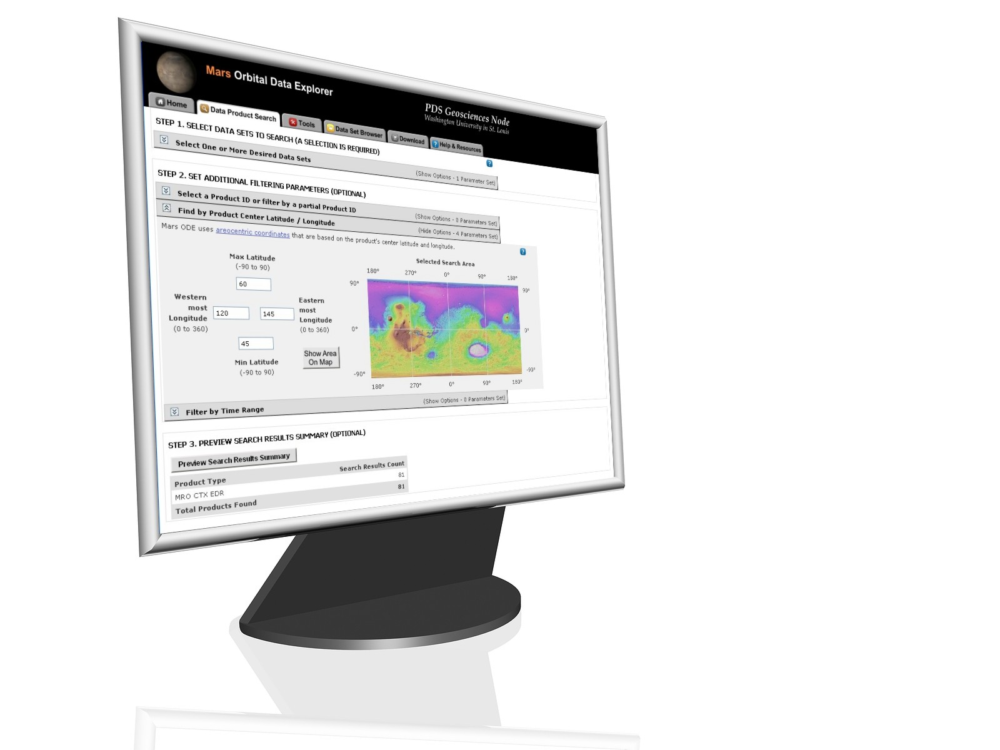 Mars Orbital Data Explorer
PDS Geosciences Node
Washington University in St. Louis
Home
Data Product Search
Tools
Data Set Browser
Download
Help & Resources
STEP 1. SELECT DATA SETS TO SEARCH (A SELECTION IS REQUIRED)
?
Select One or More Desired Data Sets
(Show Options - 1 Parameter Set)
STEP 2. SET ADDITIONAL FILTERING PARAMETERS (OPTIONAL)
Select a Product ID or filter by a partial Product ID
(Show Options - 0 Parameters Set)
Find by Product Center Latitude / Longitude
(Hide Options - 4 Parameters Set)
Mars ODE uses areocentric coordinates that are based on the product's center latitude and longitude.
?
Max Latitude
(-90 to 90)
60
Western
most
Longitude
(0 to 360)
120
145
Eastern
most
Longitude
(0 to 360)
45
Min Latitude
(-90 to 90)
Show Area
On Map
Selected Search Area
180° 270° 0° 90° 180°
90° 90°
0° 0°
-90° -90°
180° 270° 0° 90° 180°
Filter by Time Range
(Show Options - 0 Parameters Set)
STEP 3. PREVIEW SEARCH RESULTS SUMMARY (OPTIONAL)
Preview Search Results Summary
Product Type Search Results Count
MRO CTX EDR 81
Total Products Found 81